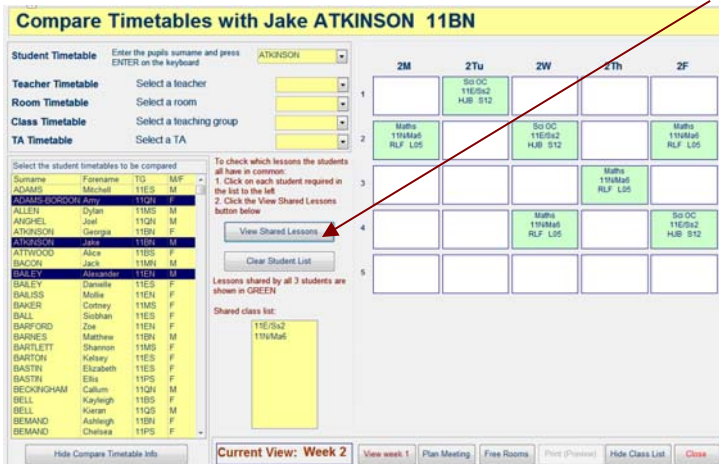 Compare Timetables with Jake ATKINSON 11BN
Student Timetable
Enter the pupils surname and press
ENTER on the keyboard
ATKINSON
Teacher Timetable Select a teacher
Room Timetable Select a room
Class Timetable Select a teaching group
TA Timetable Select a TA
Select the student timetables to be compared
Surname Forename TG M/F
ADAMS Mitchell 11ES M
ADAMS-BORDON Amy 11QN F
ALLEN Dylan 11MS M
ANGHEL Joel 11QN M
ATKINSON Georgia 11BN F
ATKINSON Jake 11BN M
ATTWOOD Alice 11BS F
BACON Jack 11MN M
BAILEY Alexander 11EN M
BAILEY Danielle 11ES F
BAILISS Mollie 11EN F
BAKER Cortney 11MS F
BALL Siobhan 11ES F
BARFORD Zoe 11EN F
BARNES Matthew 11BN M
BARTLETT Shannon 11MS F
BARTON Kelsey 11ES F
BASTIN Elizabeth 11ES F
BASTIN Ellis 11PS F
BECKINGHAM Callum 11QN M
BELL Kayleigh 11BS F
BELL Kieran 11QS M
BEMAND Ashleigh 11BN F
BEMAND Chelsea 11PS F
Hide Compare Timetable Info
To check which lessons the students
all have in common:
1. Click on each student required in
the list to the left
2. Click the View Shared Lessons
button below
View Shared Lessons
Clear Student List
Lessons shared by all 3 students are
shown in GREEN
Shared class list:
11E/Ss2
11N/Ma6
2M 2Tu 2W 2Th 2F
1
Sci OC
11E/Ss2
HJB S12
2
Maths
11N/Ma6
RLF L05
Sci OC
11E/Ss2
HJB S12
Maths
11N/Ma6
RLF L05
3
Maths
11N/Ma6
RLF L05
4
Maths
11N/Ma6
RLF L05
Sci OC
11E/Ss2
HJB S12
5
Current View: Week 2
View week 1
Plan Meeting
Free Rooms
Print (Preview)
Hide Class List
Close